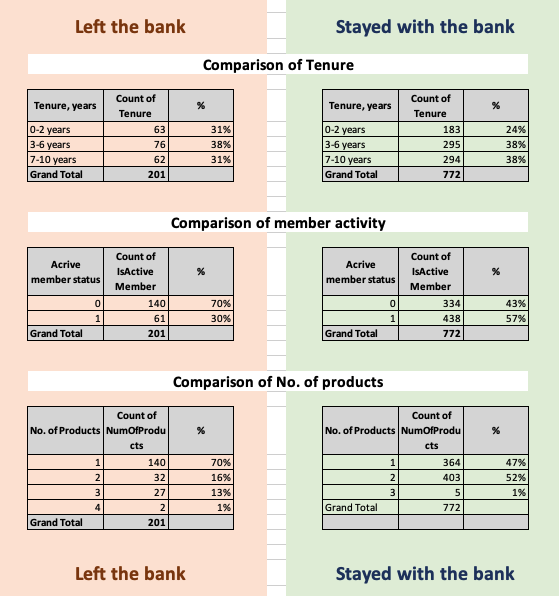 Left the bank Stayed with the bank
Comparison of Tenure
Tenure, years Count of Tenure % Tenure, years Count of Tenure %
0-2 years 63 31% 0-2 years 183 24%
3-6 years 76 38% 3-6 years 295 38%
7-10 years 62 31% 7-10 years 294 38%
Grand Total 201 Grand Total 772
Comparison of member activity
Acrive member status Count of IsActive Member % Acrive member status Count of IsActive Member %
0 140 70% 0 334 43%
1 61 30% 1 438 57%
Grand Total 201 Grand Total 772
Comparison of No. of products
No. of Products Count of NumOfProdu cts % No. of Products Count of NumOfProdu cts %
1 140 70% 1 364 47%
2 32 16% 2 403 52%
3 27 13% 3 5 1%
4 2 1% Grand Total 772
Grand Total 201
Left the bank Stayed with the bank